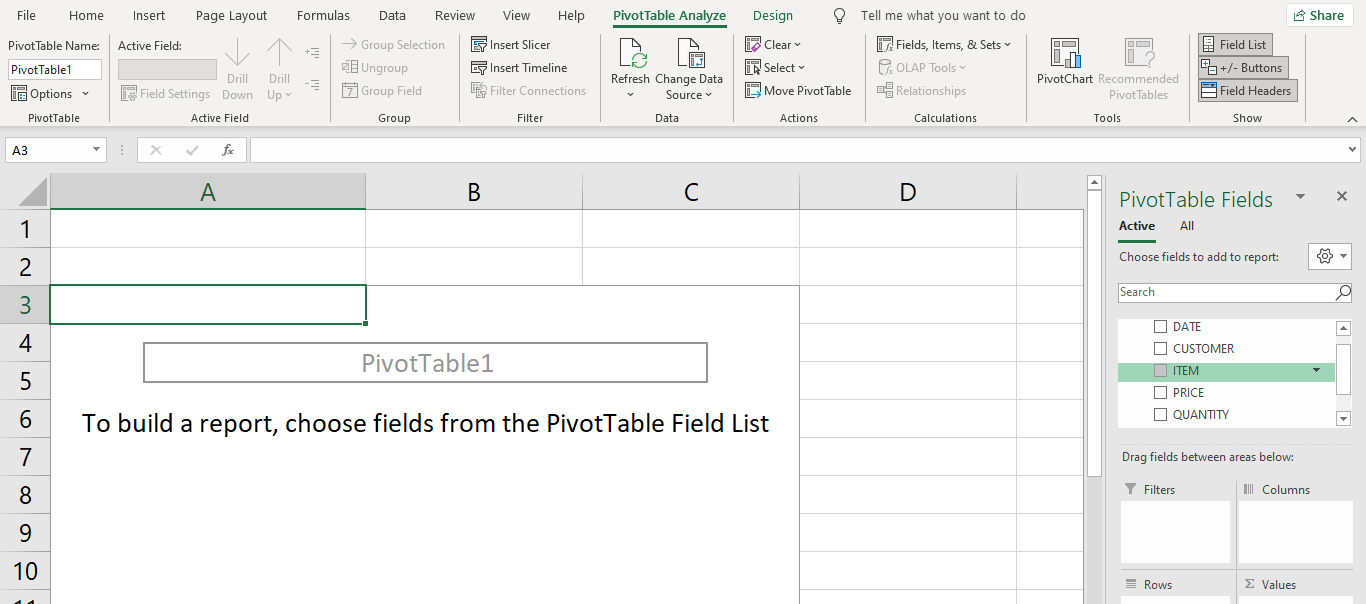 File Home Insert Page Layout Formulas Data Review View Help PivotTable Analyze Design Tell me what you want to do Share
PivotTable Name:
PivotTable1
Options
PivotTable
Active Field:
Field Settings
Drill Down
Drill Up
Active Field
Group Selection
Ungroup
Group Field
Group
Insert Slicer
Insert Timeline
Filter Connections
Filter
Refresh
Change Data
Source
Data
Clear
Select
Move PivotTable
Actions
Fields, Items, & Sets
OLAP Tools
Relationships
Calculations
PivotChart
Recommended
PivotTables
Tools
Field List
+/- Buttons
Field Headers
Show
A3
fx
A B C D
1
2
3
4
5
6
7
8
9
10
11
PivotTable1
To build a report, choose fields from the PivotTable Field List
PivotTable Fields
Active All
Choose fields to add to report:
Search
DATE
CUSTOMER
ITEM
PRICE
QUANTITY
Drag fields between areas below:
Filters
Columns
Rows
Σ Values